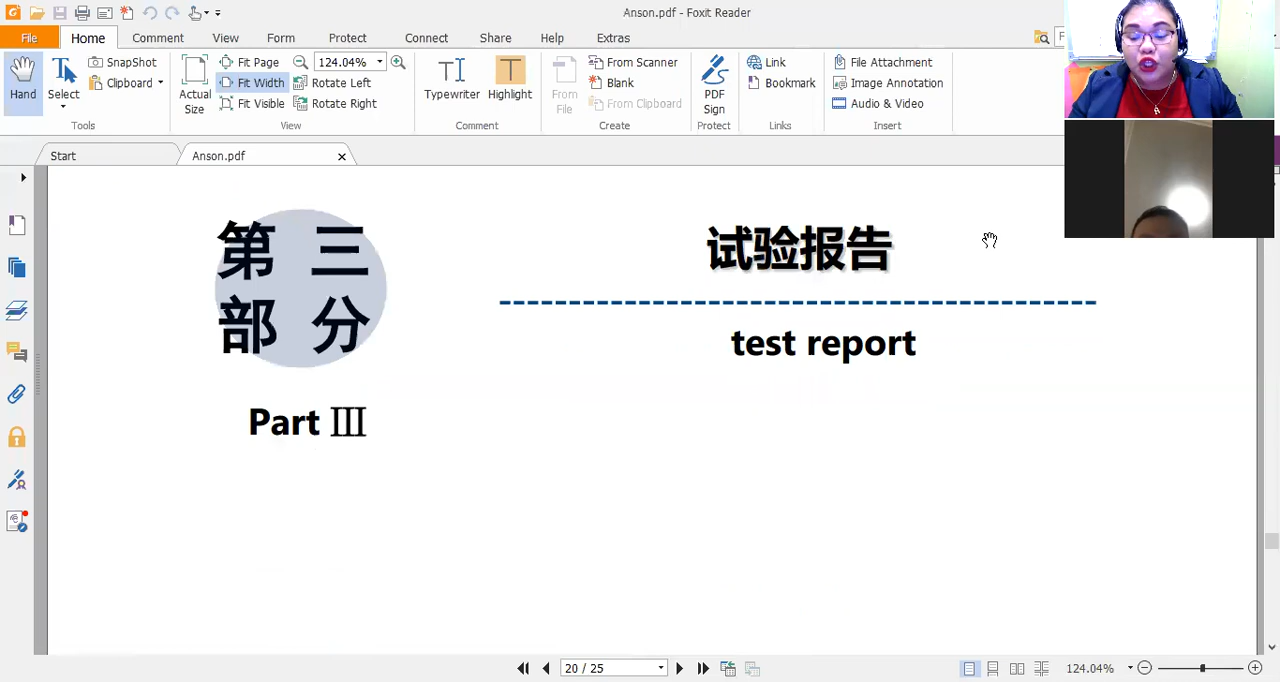 Anson.pdf - Foxit Reader
File Home Comment View Form Protect Connect Share Help Extras
Hand
Select
SnapShot
Clipboard
Tools
Actual Size
Fit Page
Fit Width
Fit Visible
124.04%
Rotate Left
Rotate Right
View
Typewriter
Highlight
Comment
From File
From Scanner
Blank
From Clipboard
Create
PDF Sign
Protect
Link
Bookmark
Links
File Attachment
Image Annotation
Audio & Video
Insert
Start
Anson.pdf
第 三
部 分
Part Ⅲ
试验报告
test report
20 / 25
124.04%